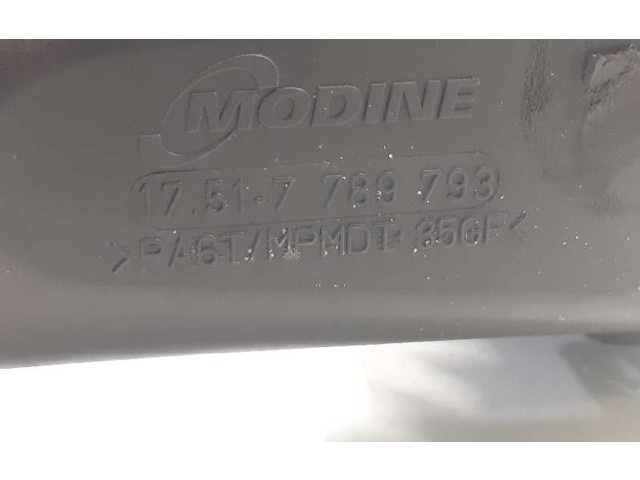 MODINE
17.51-7 789 793
>PA6T/MPMDT-35GF<